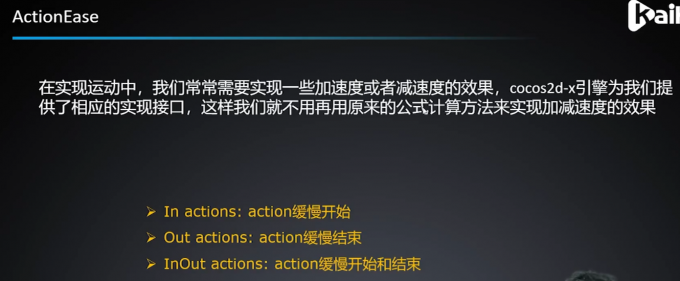 ActionEase
在实现运动中，我们常常需要实现一些加速度或者减速度的效果，cocos2d-x引擎为我们提
供了相应的实现接口，这样我们就不用再用原来的公式计算方法来实现加减速度的效果
In actions: action缓慢开始
Out actions: action缓慢结束
InOut actions: action缓慢开始和结束